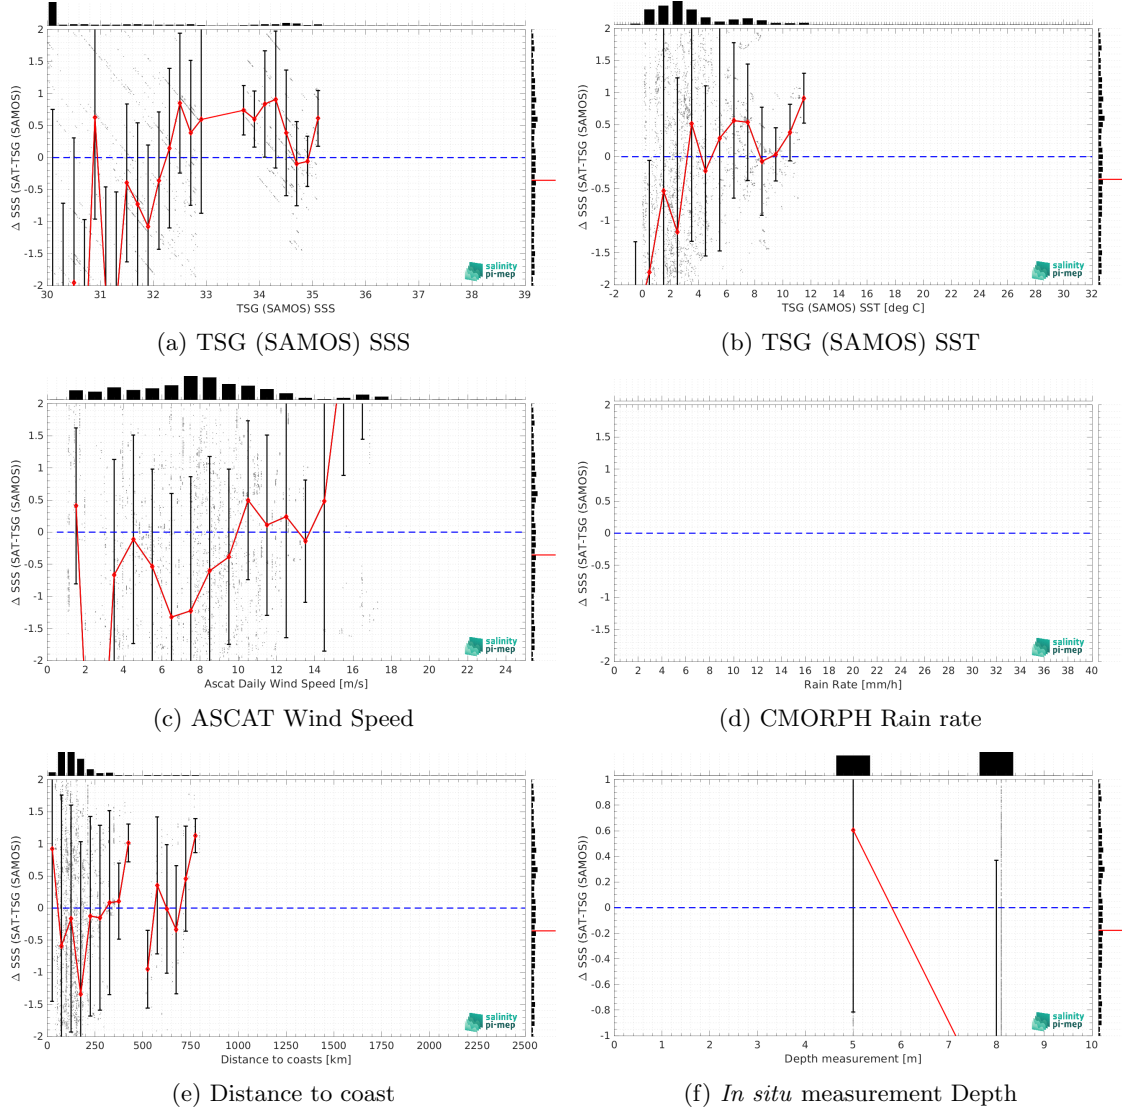 2
1.5
1
0.5
0
-0.5
-1
-1.5
-2
Δ SSS (SAT-TSG (SAMOS))
30 31 32 33 34 35 36 37 38 39
TSG (SAMOS) SSS
salinity
pi-mep
(a) TSG (SAMOS) SSS
2
1.5
1
0.5
0
-0.5
-1
-1.5
-2
Δ SSS (SAT-TSG (SAMOS))
-2 0 2 4 6 8 10 12 14 16 18 20 22 24 26 28 30 32
TSG (SAMOS) SST [deg C]
salinity
pi-mep
(b) TSG (SAMOS) SST
2
1.5
1
0.5
0
-0.5
-1
-1.5
-2
Δ SSS (SAT-TSG (SAMOS))
0 2 4 6 8 10 12 14 16 18 20 22 24
Ascat Daily Wind Speed [m/s]
salinity
pi-mep
(c) ASCAT Wind Speed
2
1.5
1
0.5
0
-0.5
-1
-1.5
-2
Δ SSS (SAT-TSG (SAMOS))
0 2 4 6 8 10 12 14 16 18 20 22 24 26 28 30 32 34 36 38 40
Rain Rate [mm/h]
salinity
pi-mep
(d) CMORPH Rain rate
2
1.5
1
0.5
0
-0.5
-1
-1.5
-2
Δ SSS (SAT-TSG (SAMOS))
0 250 500 750 1000 1250 1500 1750 2000 2250 2500
Distance to coasts [km]
salinity
pi-mep
(e) Distance to coast
1
0.8
0.6
0.4
0.2
0
-0.2
-0.4
-0.6
-0.8
-1
Δ SSS (SAT-TSG (SAMOS))
0 1 2 3 4 5 6 7 8 9 10
Depth measurement [m]
salinity
pi-mep
(f) In situ measurement Depth